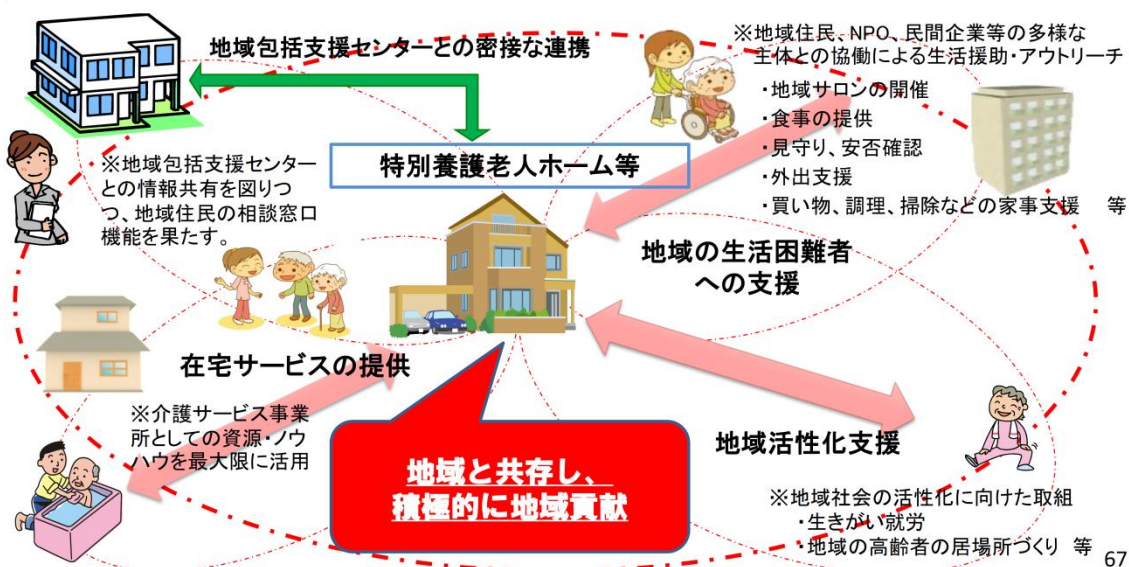 地域包括支援センターとの密接な連携
※地域住民、NPO、民間企業等の多様な
主体との協働による生活援助・アウトリーチ
・地域サロンの開催
・食事の提供
・見守り、安否確認
・外出支援
・買い物、調理、掃除などの家事支援　等
特別養護老人ホーム等
※地域包括支援センター
との情報共有を図りつ
つ、地域住民の相談窓口
機能を果たす。
地域の生活困難者
への支援
在宅サービスの提供
※介護サービス事業
所としての資源・ノウ
ハウを最大限に活用
地域と共存し、
積極的に地域貢献
地域活性化支援
※地域社会の活性化に向けた取組
・生きがい就労
・地域の高齢者の居場所づくり　等
67